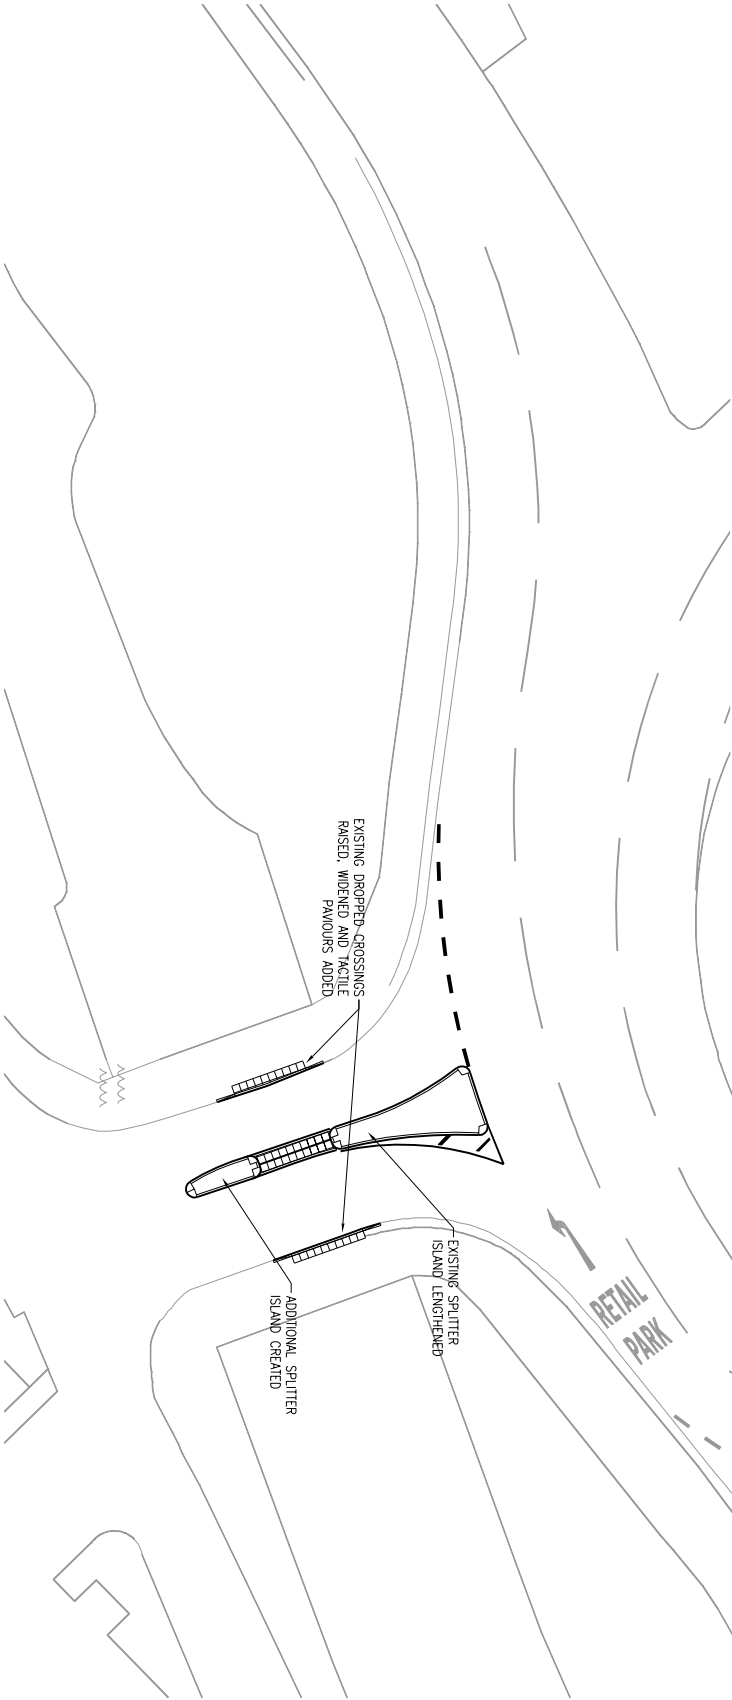 EXISTING DROPPED CROSSINGS
RAISED, WIDENED AND TACTILE
PAVIOURS ADDED
EXISTING SPLITTER
ISLAND LENGTHENED
ADDITIONAL SPLITTER
ISLAND CREATED
RETAIL
PARK